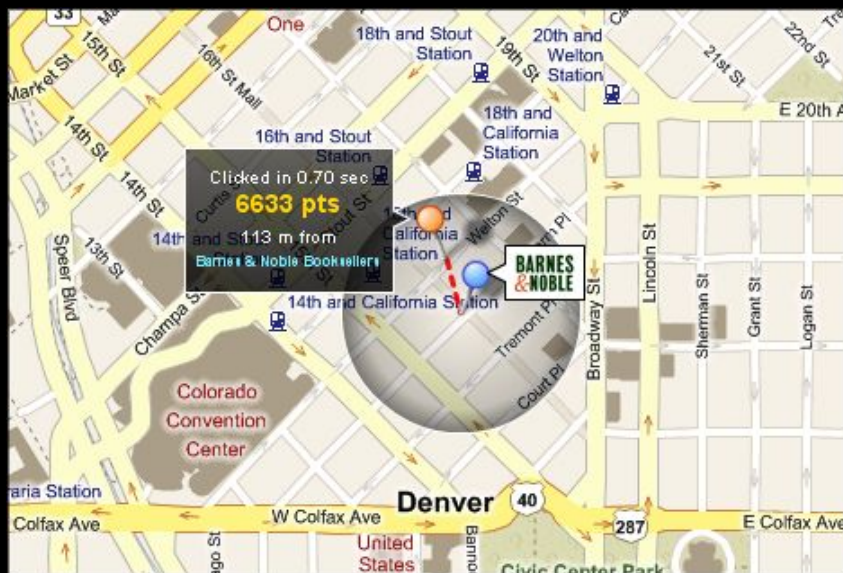 33
One
18th and Stout
Station
20th and
Welton
Station
15th St
16th St Mall
19th St
21st St
22nd St
Market St
E 20th A
14th St
16th and Stout
Station
18th and
California
Station
Clicked in 0.70 sec
6633 pts
113 m from
Barnes & Noble Booksellers
Curtis
Stout St
California
Station
Welton St
14th St
14th and
13th St
Speer Blvd
BARNES
&NOBLE
14th and California Station
Champa St
Tremont Pl
Court Pl
Broadway St
Lincoln St
Sherman St
Grant St
Logan St
Colorado
Convention
Center
raria Station
Denver
40
Colfax Ave
W Colfax Ave
287
E Colfax Ave
United
States
Banno
ago St
Civic Center Park